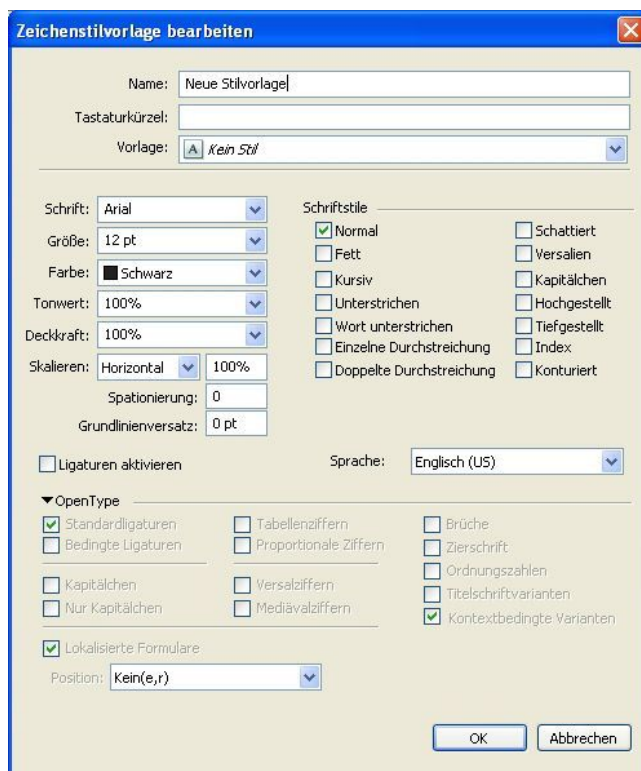 Zeichenstilvorlage bearbeiten
Name: Neue Stilvorlage
Tastaturkürzel:
Vorlage: A Kein Stil
Schrift: Arial
Größe: 12 pt
Farbe: Schwarz
Tonwert: 100%
Deckkraft: 100%
Skalieren: Horizontal 100%
Spationierung: 0
Grundlinienversatz: 0 pt
Schriftstile
Normal Schattiert
Fett Versalien
Kursiv Kapitälchen
Unterstrichen Hochgestellt
Wort unterstrichen Tiefgestellt
Einzelne Durchstreichung Index
Doppelte Durchstreichung Konturiert
Ligaturen aktivieren
Sprache: Englisch (US)
OpenType
Standardligaturen Tabellenziffern Brüche
Bedingte Ligaturen Proportionale Ziffern Zierschrift
Ordnungszahlen
Kapitälchen Versalziffern Titelschriftvarianten
Nur Kapitälchen Mediävalziffern Kontextbedingte Varianten
Lokalisierte Formulare
Position: Kein(e,r)
OK Abbrechen